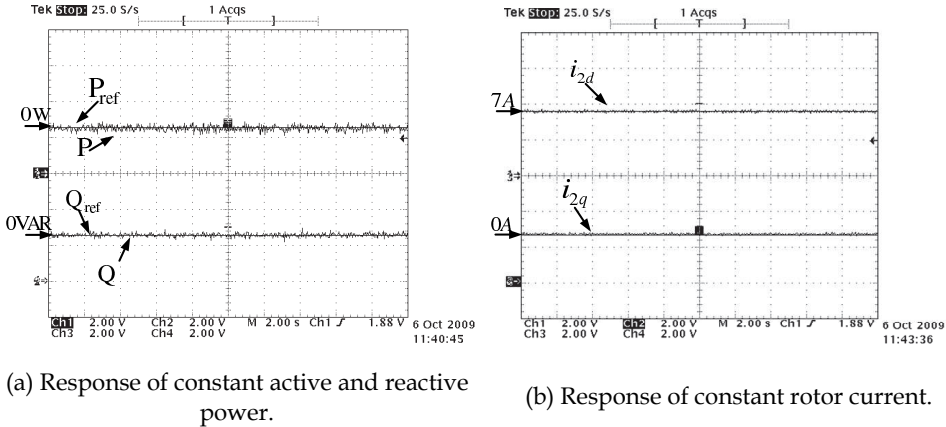 Tek Stop: 25.0 S/s
1 Acqs
P_ref
0W
P
Q_ref
0VAR
Q
Ch1 2.00 V Ch2 2.00 V M 2.00 s Ch1 1.88 V
Ch3 2.00 V Ch4 2.00 V
6 Oct 2009
11:40:45
(a) Response of constant active and reactive
power.
Tek Stop: 25.0 S/s
1 Acqs
i_2d
7A
3
i_2q
0A
Ch1 2.00 V Ch2 2.00 V M 2.00 s Ch1 1.88 V
Ch3 2.00 V Ch4 2.00 V
6 Oct 2009
11:43:36
(b) Response of constant rotor current.